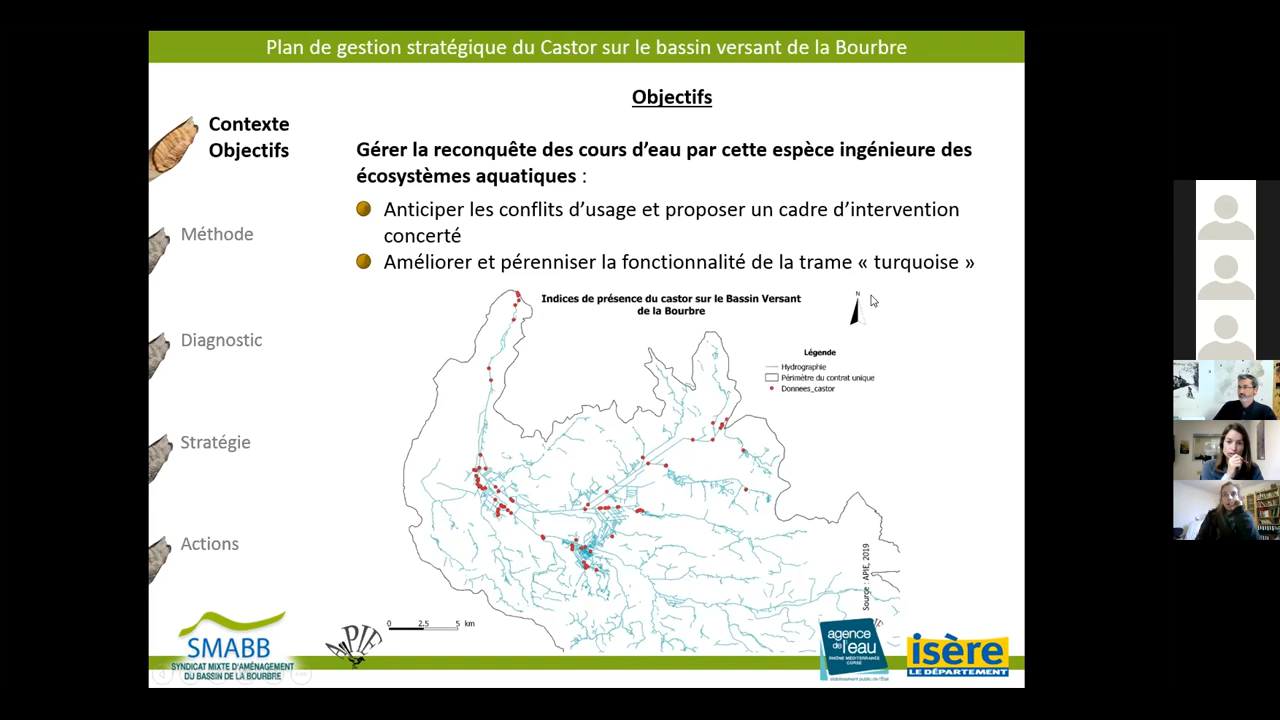 Plan de gestion stratégique du Castor sur le bassin versant de la Bourbre
Objectifs
Contexte
Objectifs
Méthode
Diagnostic
Stratégie
Actions
Gérer la reconquête des cours d'eau par cette espèce ingénieure des
écosystèmes aquatiques :
Anticiper les conflits d'usage et proposer un cadre d'intervention
concerté
Améliorer et pérenniser la fonctionnalité de la trame « turquoise »
Indices de présence du castor sur le Bassin Versant
de la Bourbre
N
Légende
Hydrographie
Périmètre du contrat unique
Donnees_castor
Source : APIE, 2019
0 2.5 5 km
SMABB
SYNDICAT MIXTE D'AMÉNAGEMENT
DU BASSIN DE LA BOURBRE
APIE
agence
de l'eau
RHÔNE MÉDITERRANÉE
CORSE
établissement public de l'État
isère
LE DÉPARTEMENT